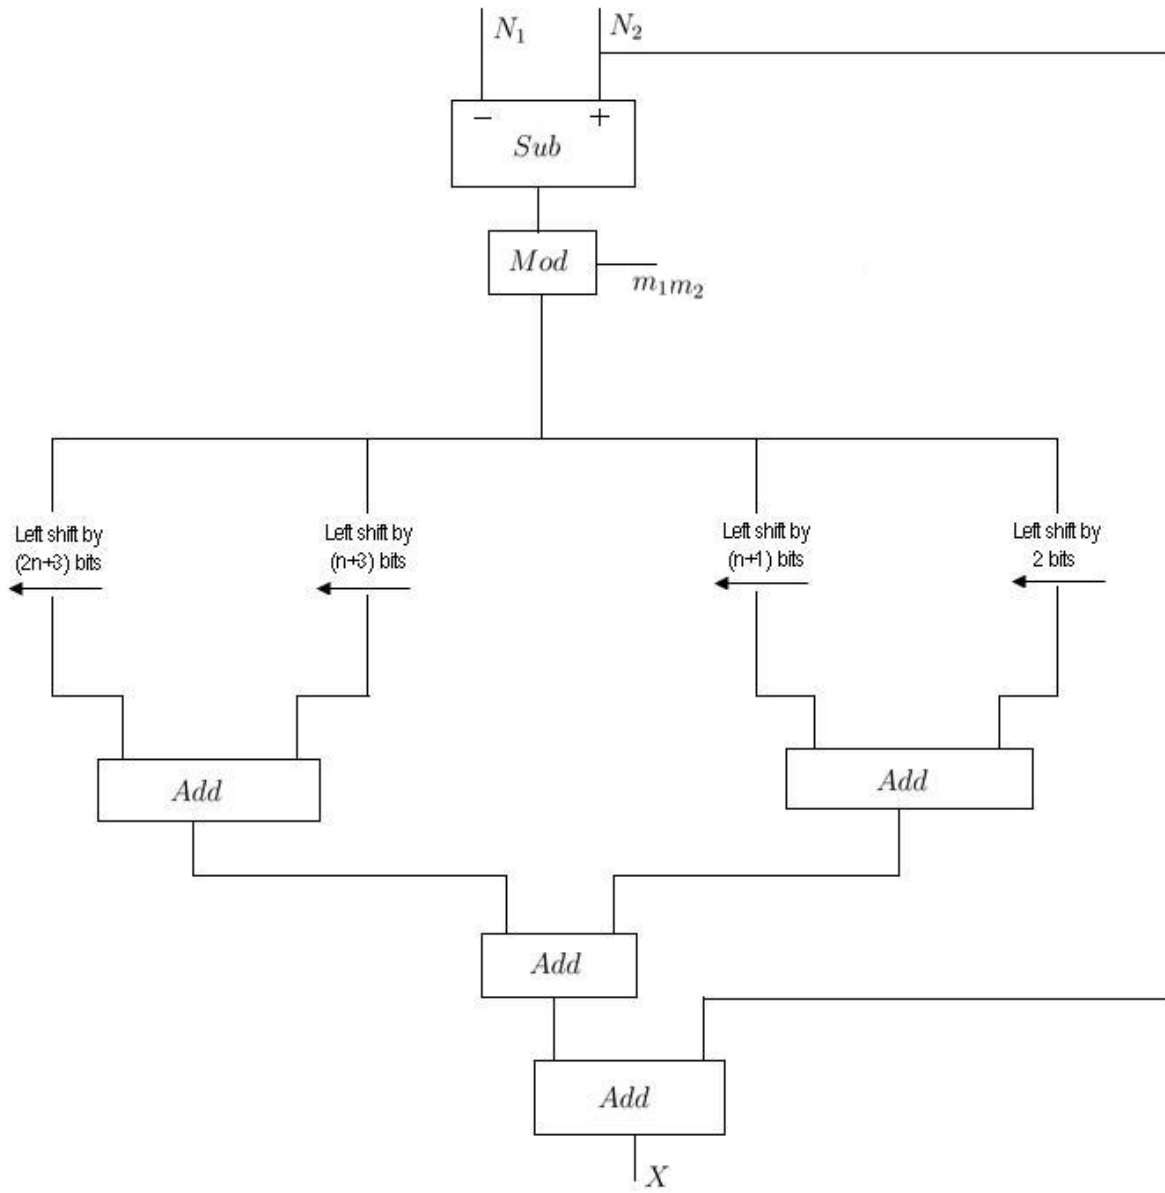 N₁ N₂
− +
Sub
Mod
m₁m₂
Left shift by
(2n+3) bits
Left shift by
(n+3) bits
Left shift by
(n+1) bits
Left shift by
2 bits
Add
Add
Add
Add
X